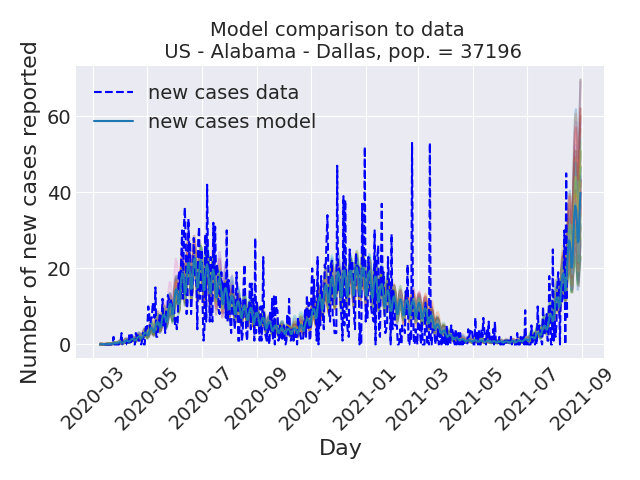 Model comparison to data
US - Alabama - Dallas, pop. = 37196
Number of new cases reported
new cases data
new cases model
60
40
20
0
2020-03
2020-05
2020-07
2020-09
2020-11
2021-01
2021-03
2021-05
2021-07
2021-09
Day